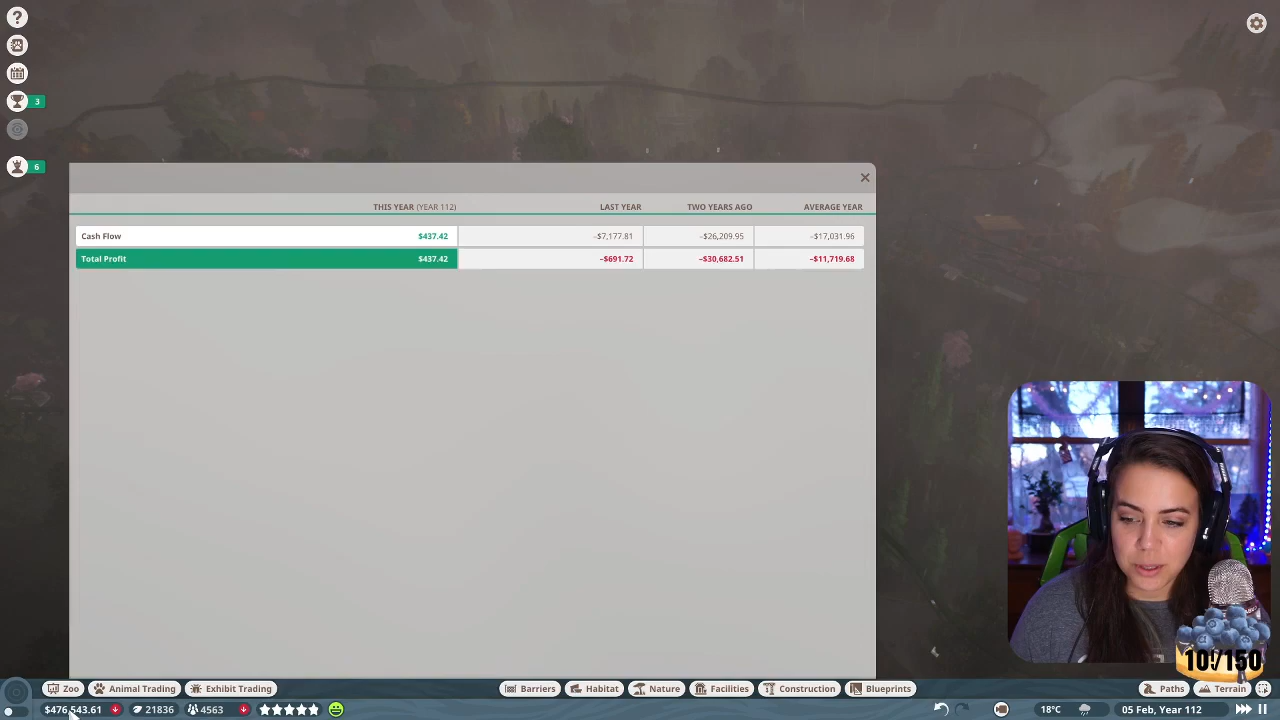 ?
3
6
THIS YEAR (YEAR 112) LAST YEAR TWO YEARS AGO AVERAGE YEAR
Cash Flow $437.42 –$7,177.81 –$26,209.95 –$17,031.96
Total Profit $437.42 –$691.72 –$30,682.51 –$11,719.68
10/150
Zoo Animal Trading Exhibit Trading Barriers Habitat Nature Facilities Construction Blueprints Paths Terrain
$476,543.61 21836 4563 18°C 05 Feb, Year 112